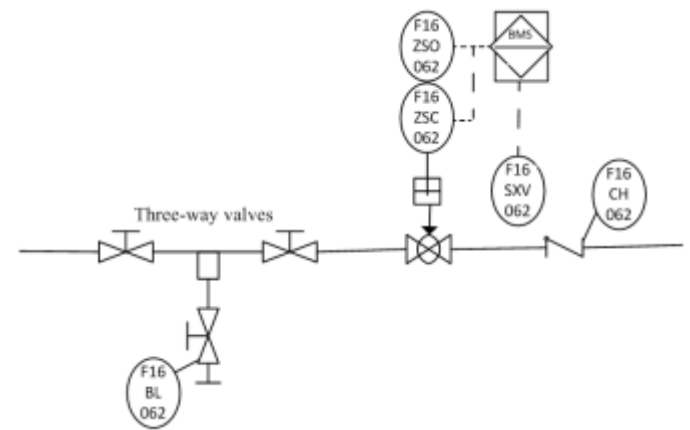 F16
ZSO
062
BMS
F16
ZSC
062
F16
SXV
062
F16
CH
062
Three-way valves
F16
BL
062